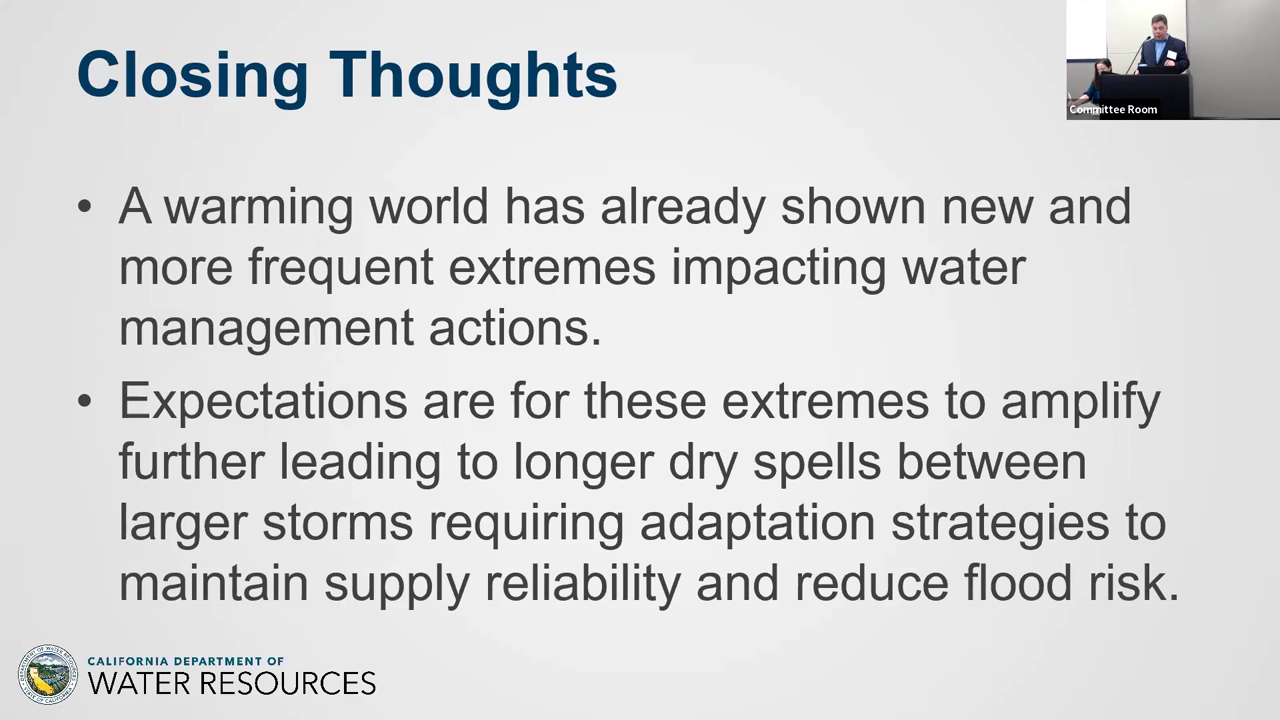 Closing Thoughts
Committee Room
• A warming world has already shown new and
more frequent extremes impacting water
management actions.
• Expectations are for these extremes to amplify
further leading to longer dry spells between
larger storms requiring adaptation strategies to
maintain supply reliability and reduce flood risk.
CALIFORNIA DEPARTMENT OF
WATER RESOURCES